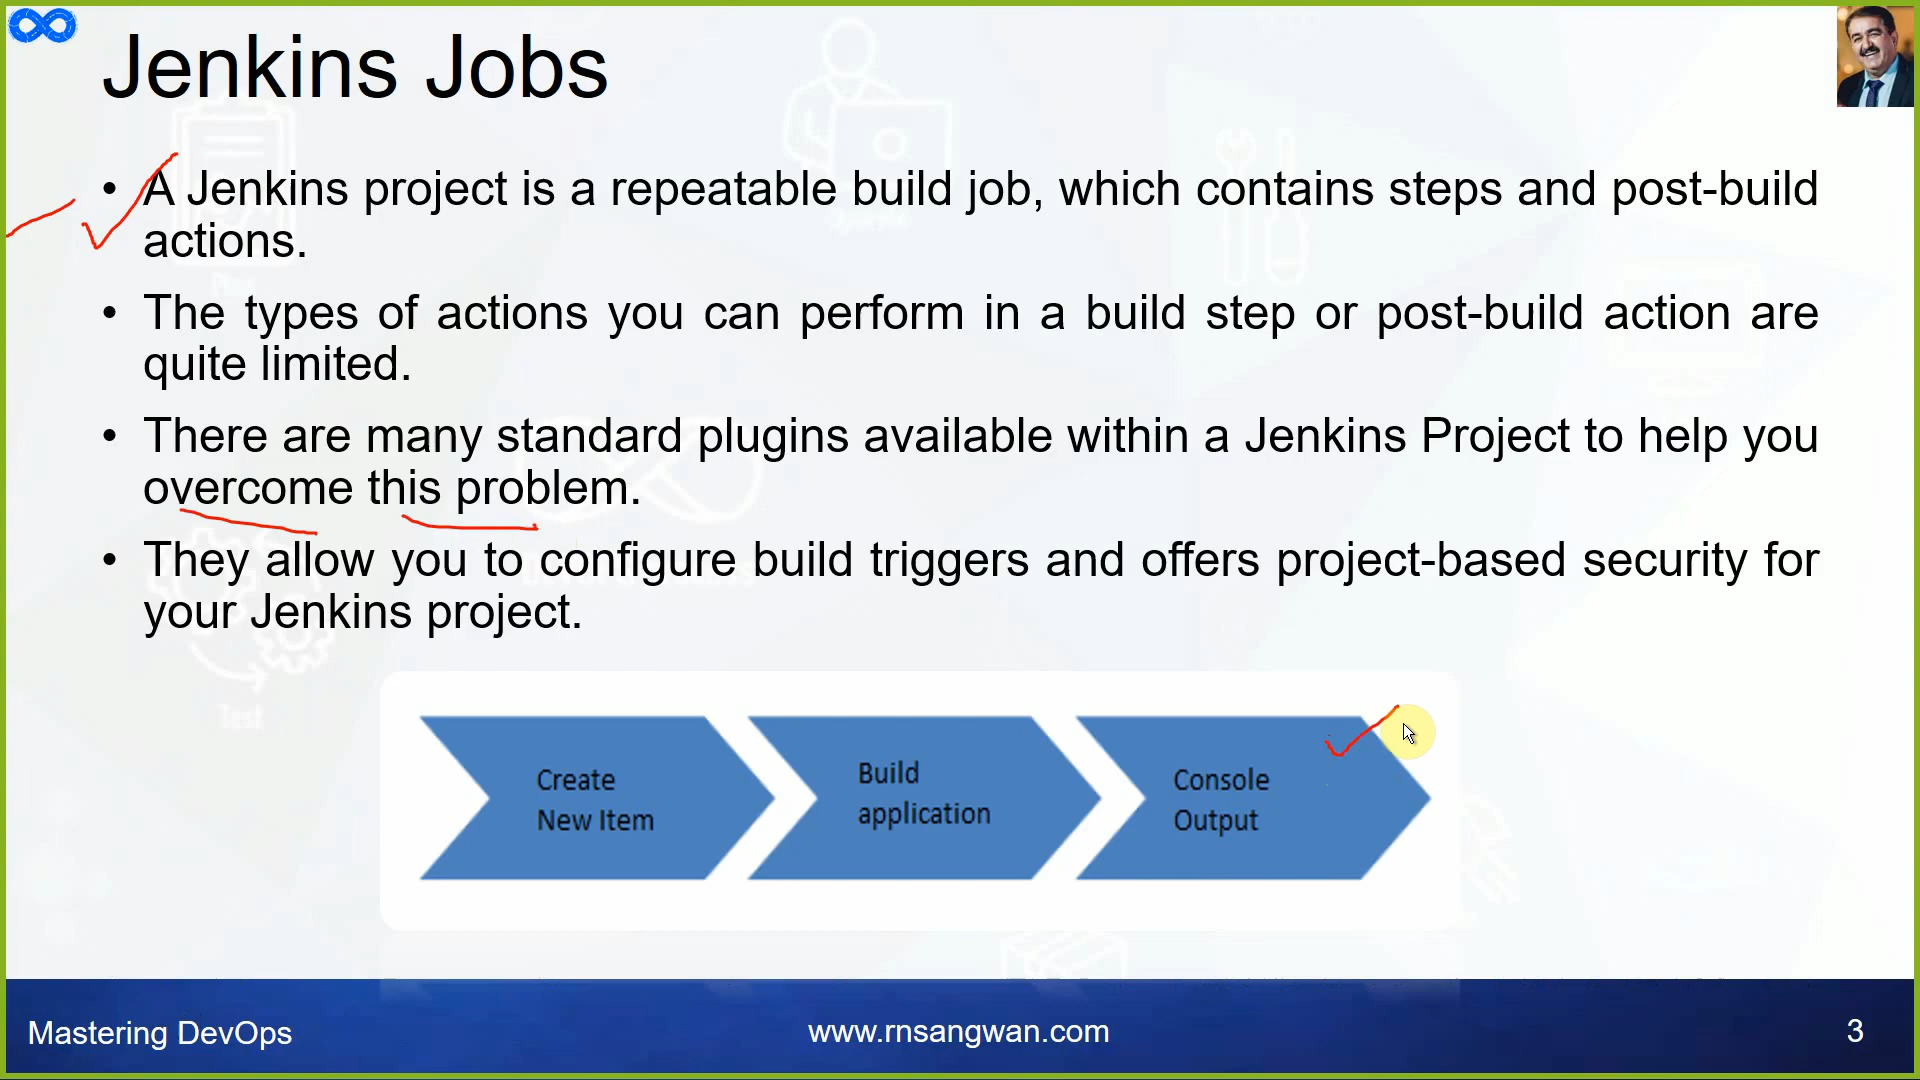 Jenkins Jobs
• A Jenkins project is a repeatable build job, which contains steps and post-build
actions.
• The types of actions you can perform in a build step or post-build action are
quite limited.
• There are many standard plugins available within a Jenkins Project to help you
overcome this problem.
• They allow you to configure build triggers and offers project-based security for
your Jenkins project.
Create
New Item
Build
application
Console
Output
Test
Mastering DevOps
www.rnsangwan.com
3